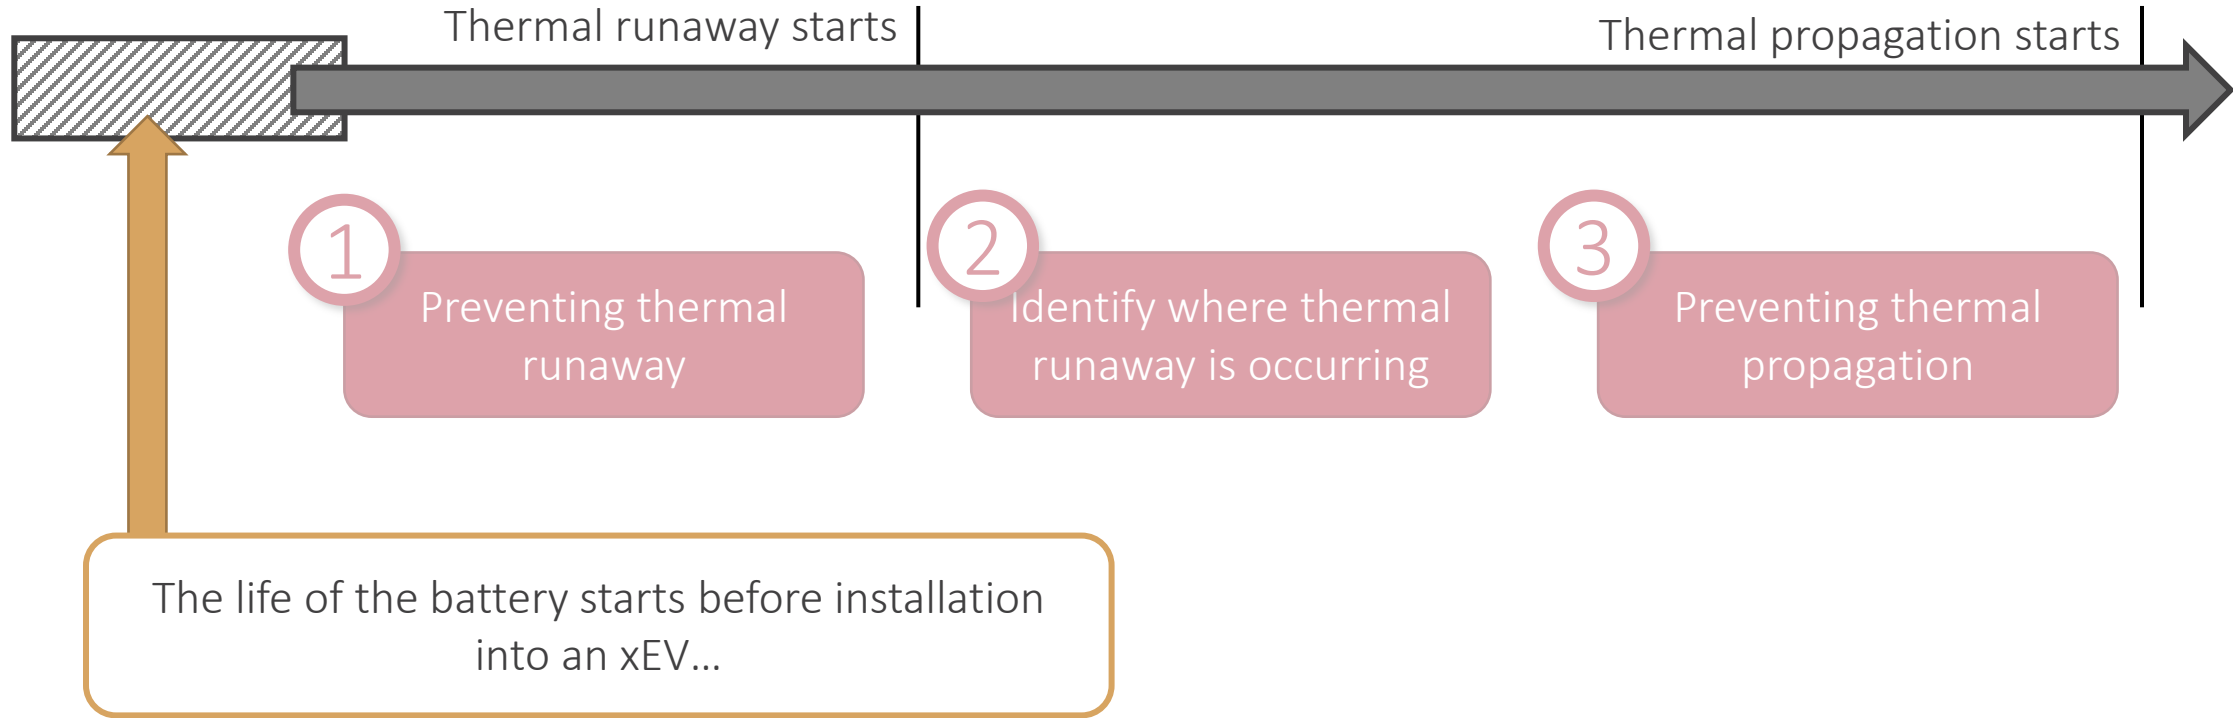 Thermal runaway starts
Thermal propagation starts
1
Preventing thermal
runaway
2
Identify where thermal
runaway is occurring
3
Preventing thermal
propagation
The life of the battery starts before installation
into an xEV...